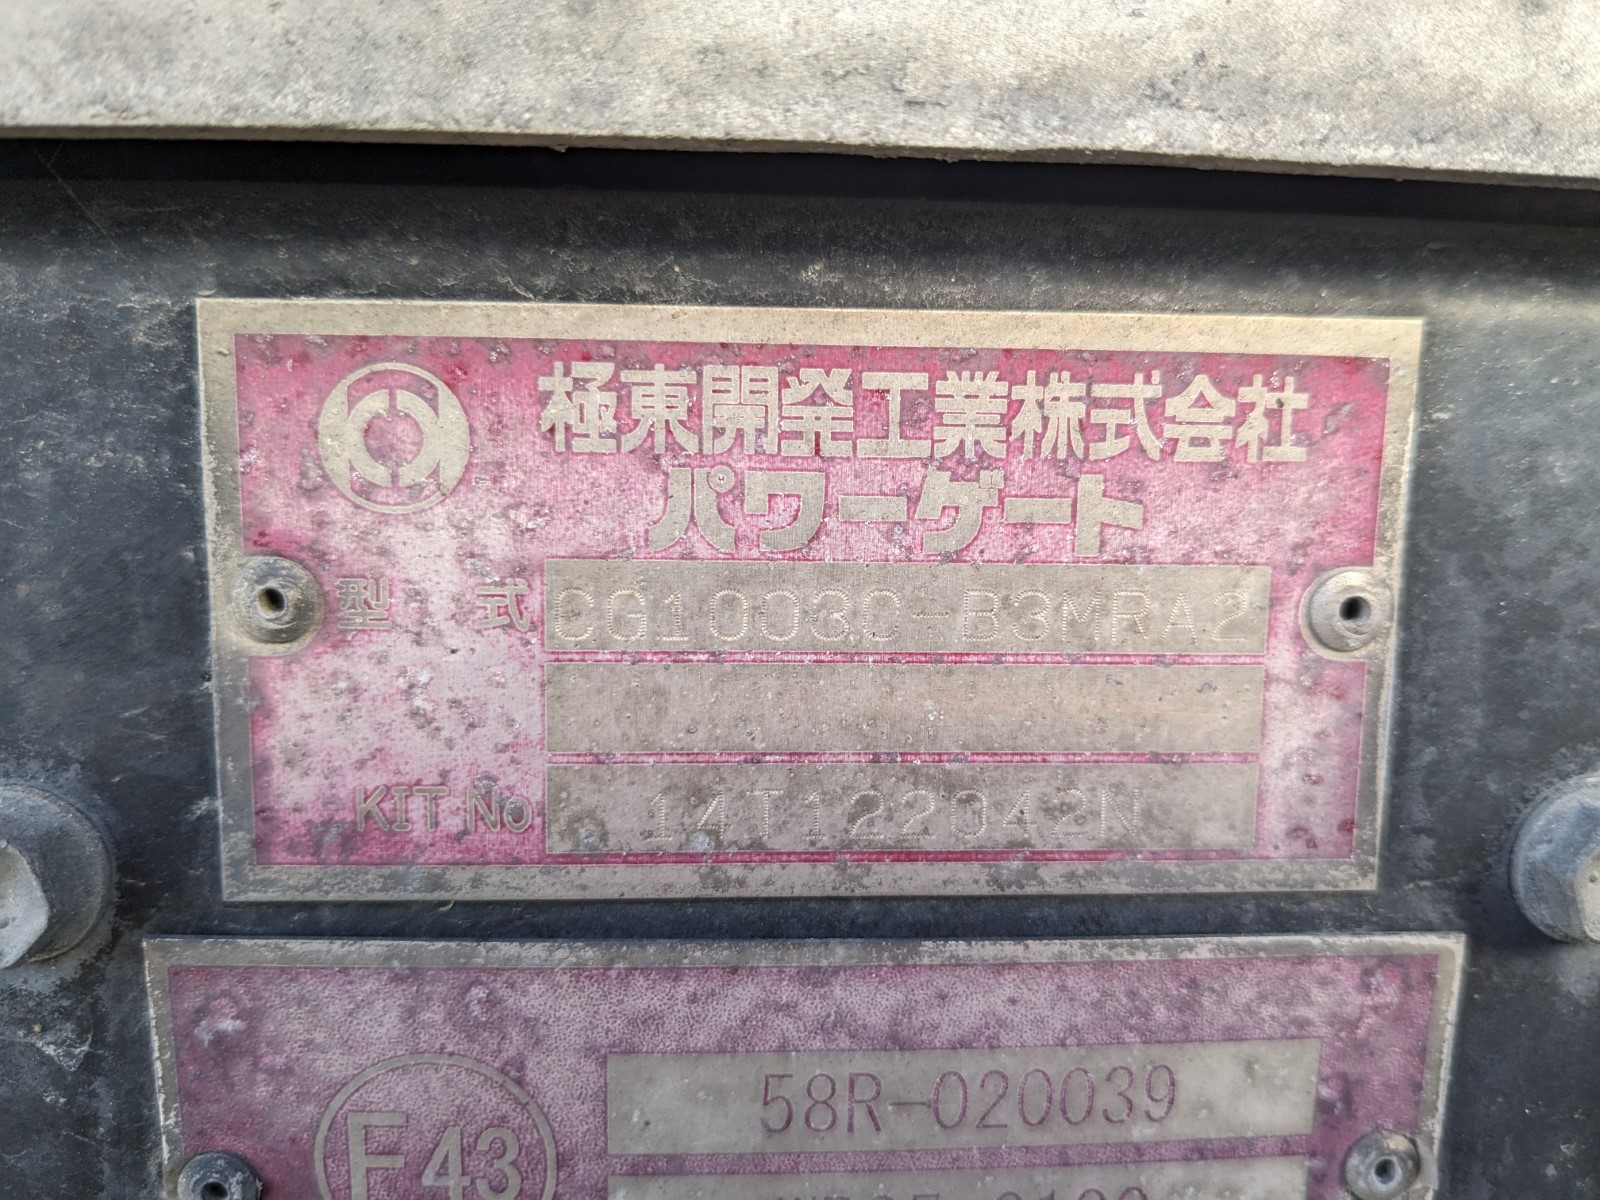 極東開発工業株式会社
パワーゲート
型 式 CG1003C-B3MRA2
KIT No 14T122042N
58R-020039
E43